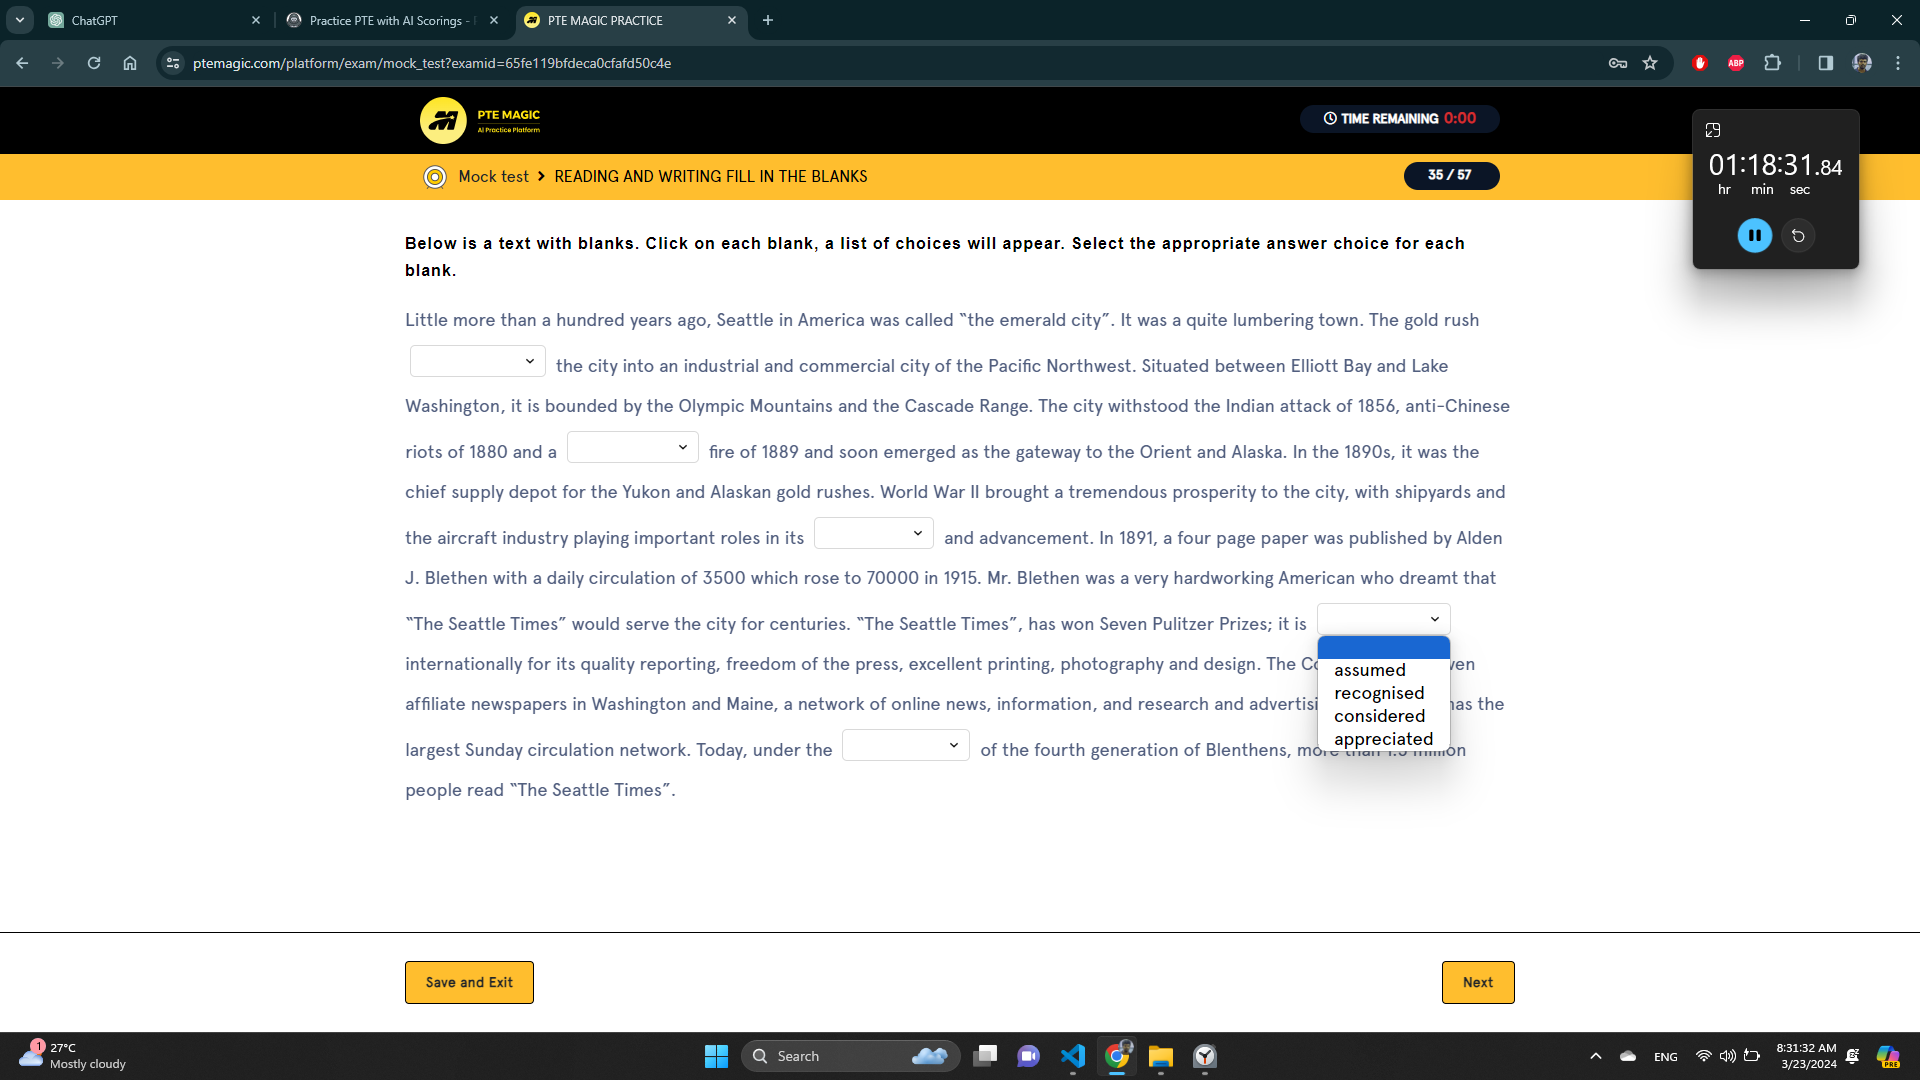 ChatGPT
Practice PTE with AI Scorings -
PTE MAGIC PRACTICE
ptemagic.com/platform/exam/mock_test?examid=65fe119bfdeca0cfafd50c4e
ABP
PTE MAGIC
AI Practice Platform
TIME REMAINING 0:00
01:18:31.84
hr min sec
Mock test > READING AND WRITING FILL IN THE BLANKS
35 / 57
Below is a text with blanks. Click on each blank, a list of choices will appear. Select the appropriate answer choice for each
blank.
Little more than a hundred years ago, Seattle in America was called “the emerald city”. It was a quite lumbering town. The gold rush
the city into an industrial and commercial city of the Pacific Northwest. Situated between Elliott Bay and Lake
Washington, it is bounded by the Olympic Mountains and the Cascade Range. The city withstood the Indian attack of 1856, anti-Chinese
riots of 1880 and a fire of 1889 and soon emerged as the gateway to the Orient and Alaska. In the 1890s, it was the
chief supply depot for the Yukon and Alaskan gold rushes. World War II brought a tremendous prosperity to the city, with shipyards and
the aircraft industry playing important roles in its and advancement. In 1891, a four page paper was published by Alden
J. Blethen with a daily circulation of 3500 which rose to 70000 in 1915. Mr. Blethen was a very hardworking American who dreamt that
“The Seattle Times” would serve the city for centuries. “The Seattle Times”, has won Seven Pulitzer Prizes; it is
internationally for its quality reporting, freedom of the press, excellent printing, photography and design. The
affiliate newspapers in Washington and Maine, a network of online news, information, and research and has the
largest Sunday circulation network. Today, under the of the fourth generation of Blenthens, more than 1.5 million
people read “The Seattle Times”.
assumed
recognised
considered
appreciated
Save and Exit
Next
1
27°C
Mostly cloudy
Search
ENG
8:31:32 AM
3/23/2024
PRE